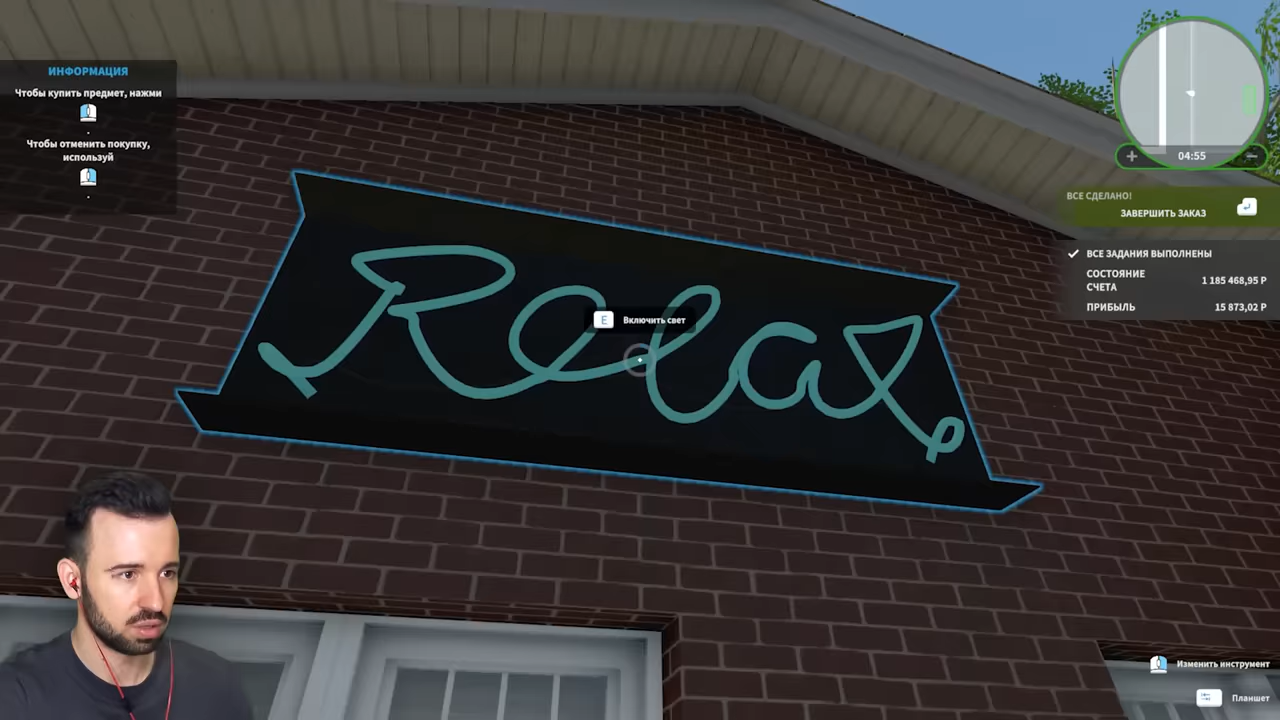 ИНФОРМАЦИЯ
Чтобы купить предмет, нажми
.
Чтобы отменить покупку,
используй
.
Relax
E Включить свет
04:55
ВСЕ СДЕЛАНО!
ЗАВЕРШИТЬ ЗАКАЗ
ВСЕ ЗАДАНИЯ ВЫПОЛНЕНЫ
СОСТОЯНИЕ
СЧЕТА 1 185 468,95 Р
ПРИБЫЛЬ 15 873,02 Р
Изменить инструмент
Планшет